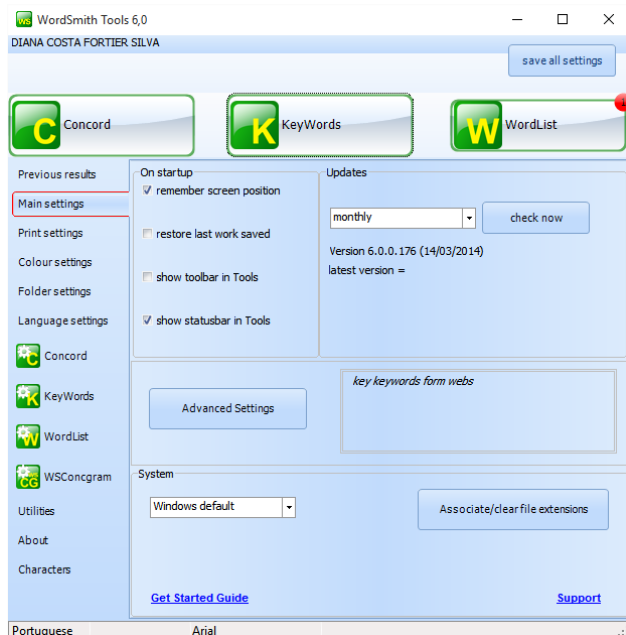 WordSmith Tools 6,0
DIANA COSTA FORTIER SILVA
save all settings
Concord
KeyWords
WordList
Previous results
Main settings
Print settings
Colour settings
Folder settings
Language settings
Concord
KeyWords
WordList
WSConcgram
Utilities
About
Characters
On startup
remember screen position
restore last work saved
show toolbar in Tools
show statusbar in Tools
Updates
monthly
check now
Version 6.0.0.176 (14/03/2014)
latest version =
Advanced Settings
key keywords form webs
System
Windows default
Associate/clear file extensions
Get Started Guide
Support
Portuguese
Arial